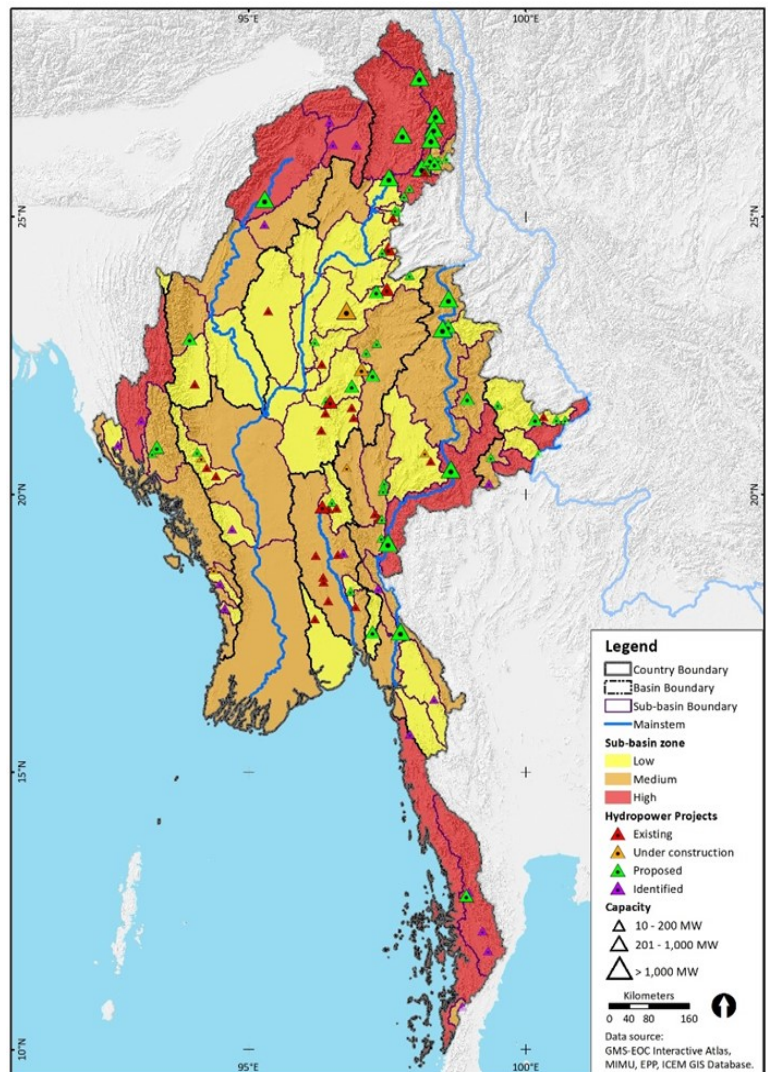 95°E
100°E
25°N
25°N
20°N
20°N
15°N
10°N
Legend
Country Boundary
Basin Boundary
Sub-basin Boundary
Mainstem
Sub-basin zone
Low
Medium
High
Hydropower Projects
Existing
Under construction
Proposed
Identified
Capacity
10 - 200 MW
201 - 1,000 MW
> 1,000 MW
Kilometers
0 40 80 160
Data source:
GMS-EOC Interactive Atlas,
MIMU, EPP, ICEM GIS Database.
95°E
100°E